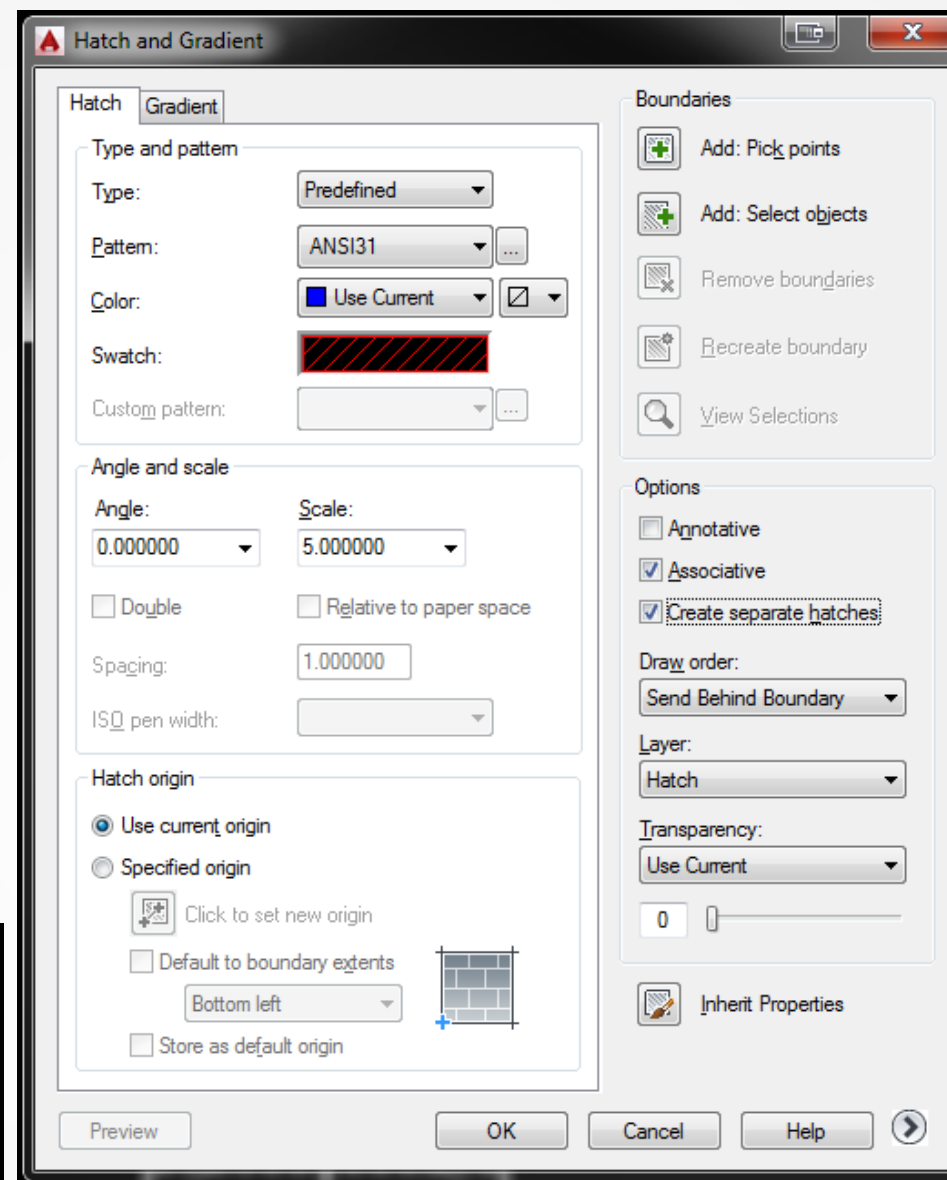 Hatch and Gradient
Hatch
Gradient
Type and pattern
Type:
Predefined
Pattern:
ANSI31
...
Color:
Use Current
Swatch:
Custom pattern:
...
Angle and scale
Angle:
Scale:
0.000000
5.000000
Double
Relative to paper space
Spacing:
1.000000
ISO pen width:
Hatch origin
Use current origin
Specified origin
Click to set new origin
Default to boundary extents
Bottom left
Store as default origin
Boundaries
Add: Pick points
Add: Select objects
Remove boundaries
Recreate boundary
View Selections
Options
Annotative
Associative
Create separate hatches
Draw order:
Send Behind Boundary
Layer:
Hatch
Transparency:
Use Current
0
Inherit Properties
Preview
OK
Cancel
Help